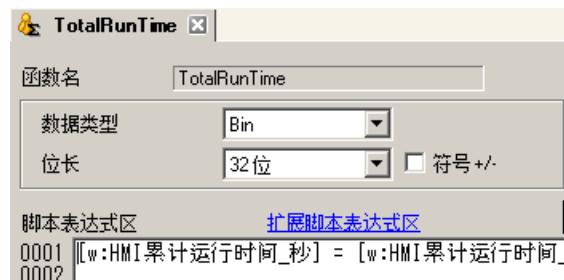 TotalRunTime
函数名 TotalRunTime
数据类型 Bin
位长 32位 符号+/-
脚本表达式区 扩展脚本表达式区
0001 [w:HMI累计运行时间_秒] = [w:HMI累计运行时间_
0002